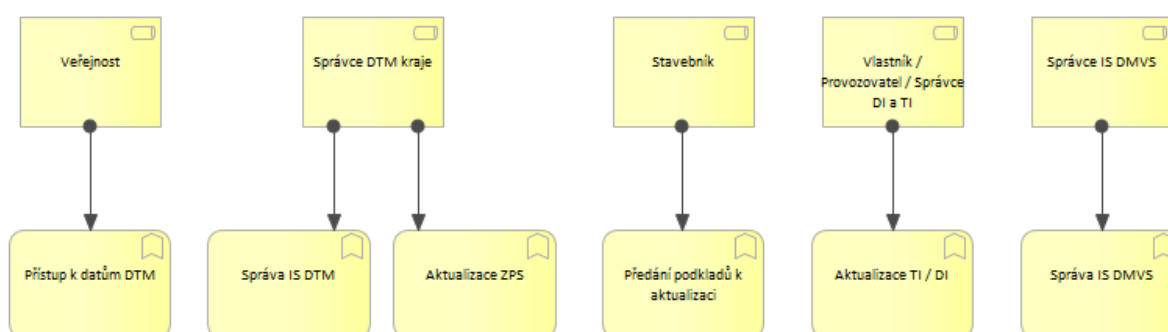 Veřejnost
Správce DTM kraje
Stavebník
Vlastník /
Provozovatel / Správce
DI a TI
Správce IS DMVS
Přístup k datům DTM
Správa IS DTM
Aktualizace ZPS
Předání podkladů k
aktualizaci
Aktualizace TI / DI
Správa IS DMVS